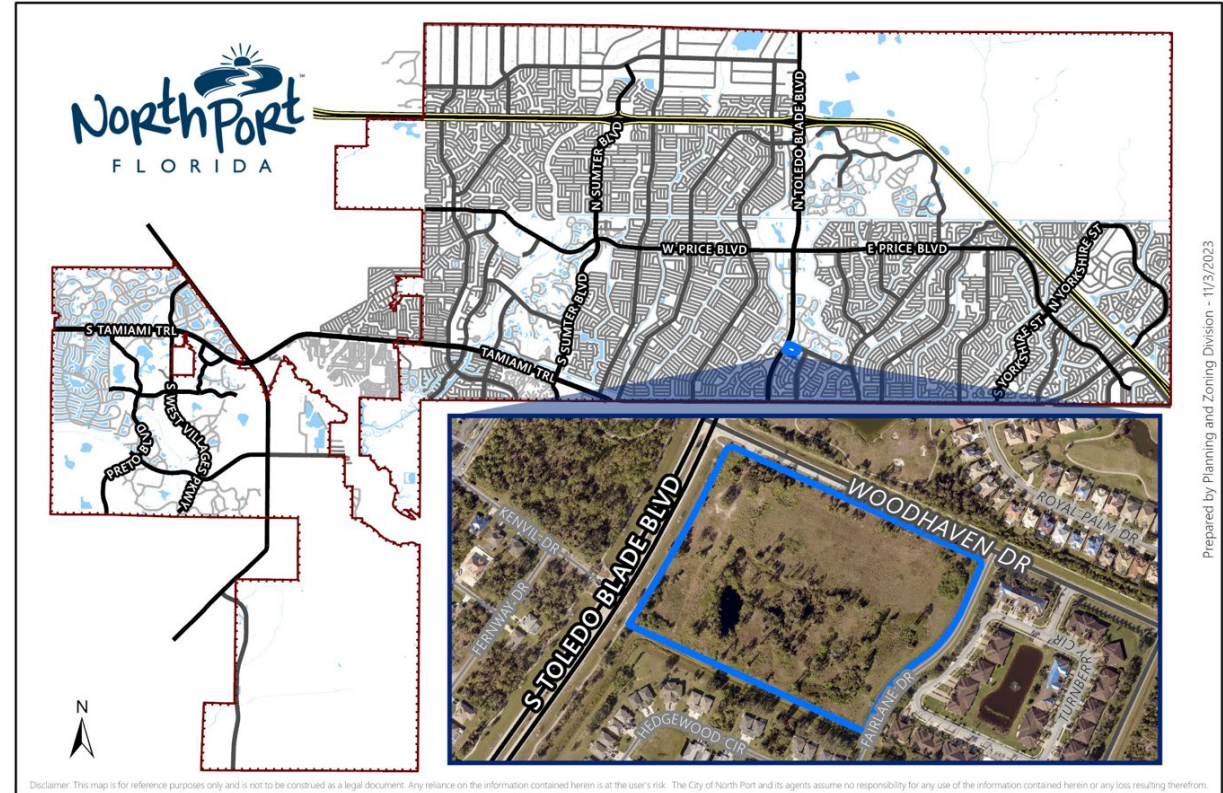 North Port
FLORIDA
N TOLEDO BLADE BLVD
N SUMTER BLVD
W PRICE BLVD
E PRICE BLVD
N YORKSHIRE ST
S YORKSHIRE ST
S SUMTER BLVD
TAMIAMI TRL
S TAMIAMI TRL
S WEST VILLAGES PKWY
PRETO BLVD
S-TOLEDO-BLADE-BLVD
WOODHAVEN DR
ROYAL-PALM DR
KENVIL-DR
FERNWAY-DR
HEDGEWOOD CIR
FAIRLANE-DR
TURNBERRY CIR
N
Prepared by Planning and Zoning Division - 11/3/2023
Disclaimer: This map is for reference purposes only and is not to be construed as a legal document. Any reliance on the information contained herein is at the user's risk. The City of North Port and its agents assume no responsibility for any use of the information contained herein or any loss resulting therefrom.